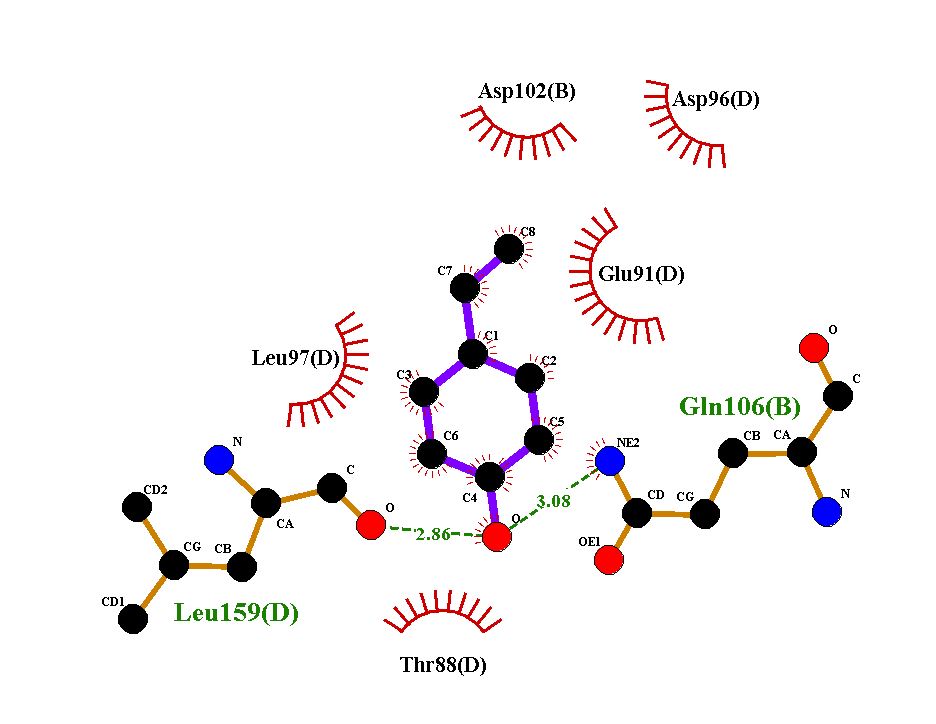 Asp102(B)
Asp96(D)
C8
C7
Glu91(D)
O
C1
Leu97(D)
C2
C3
C
Gln106(B)
C5
C6
CB
CA
N
NE2
C
CD2
C4
3.08
CD
CG
N
O
O
CA
2.86
OE1
CG
CB
CD1
Leu159(D)
Thr88(D)